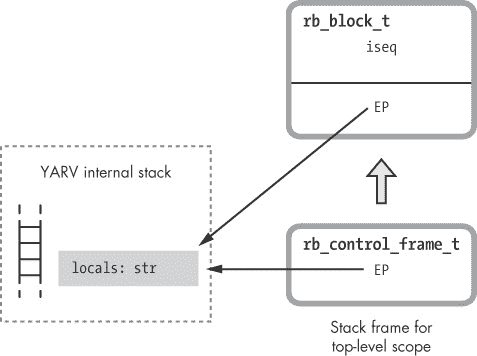 rb_block_t
iseq
EP
YARV internal stack
locals: str
rb_control_frame_t
EP
Stack frame for
top-level scope